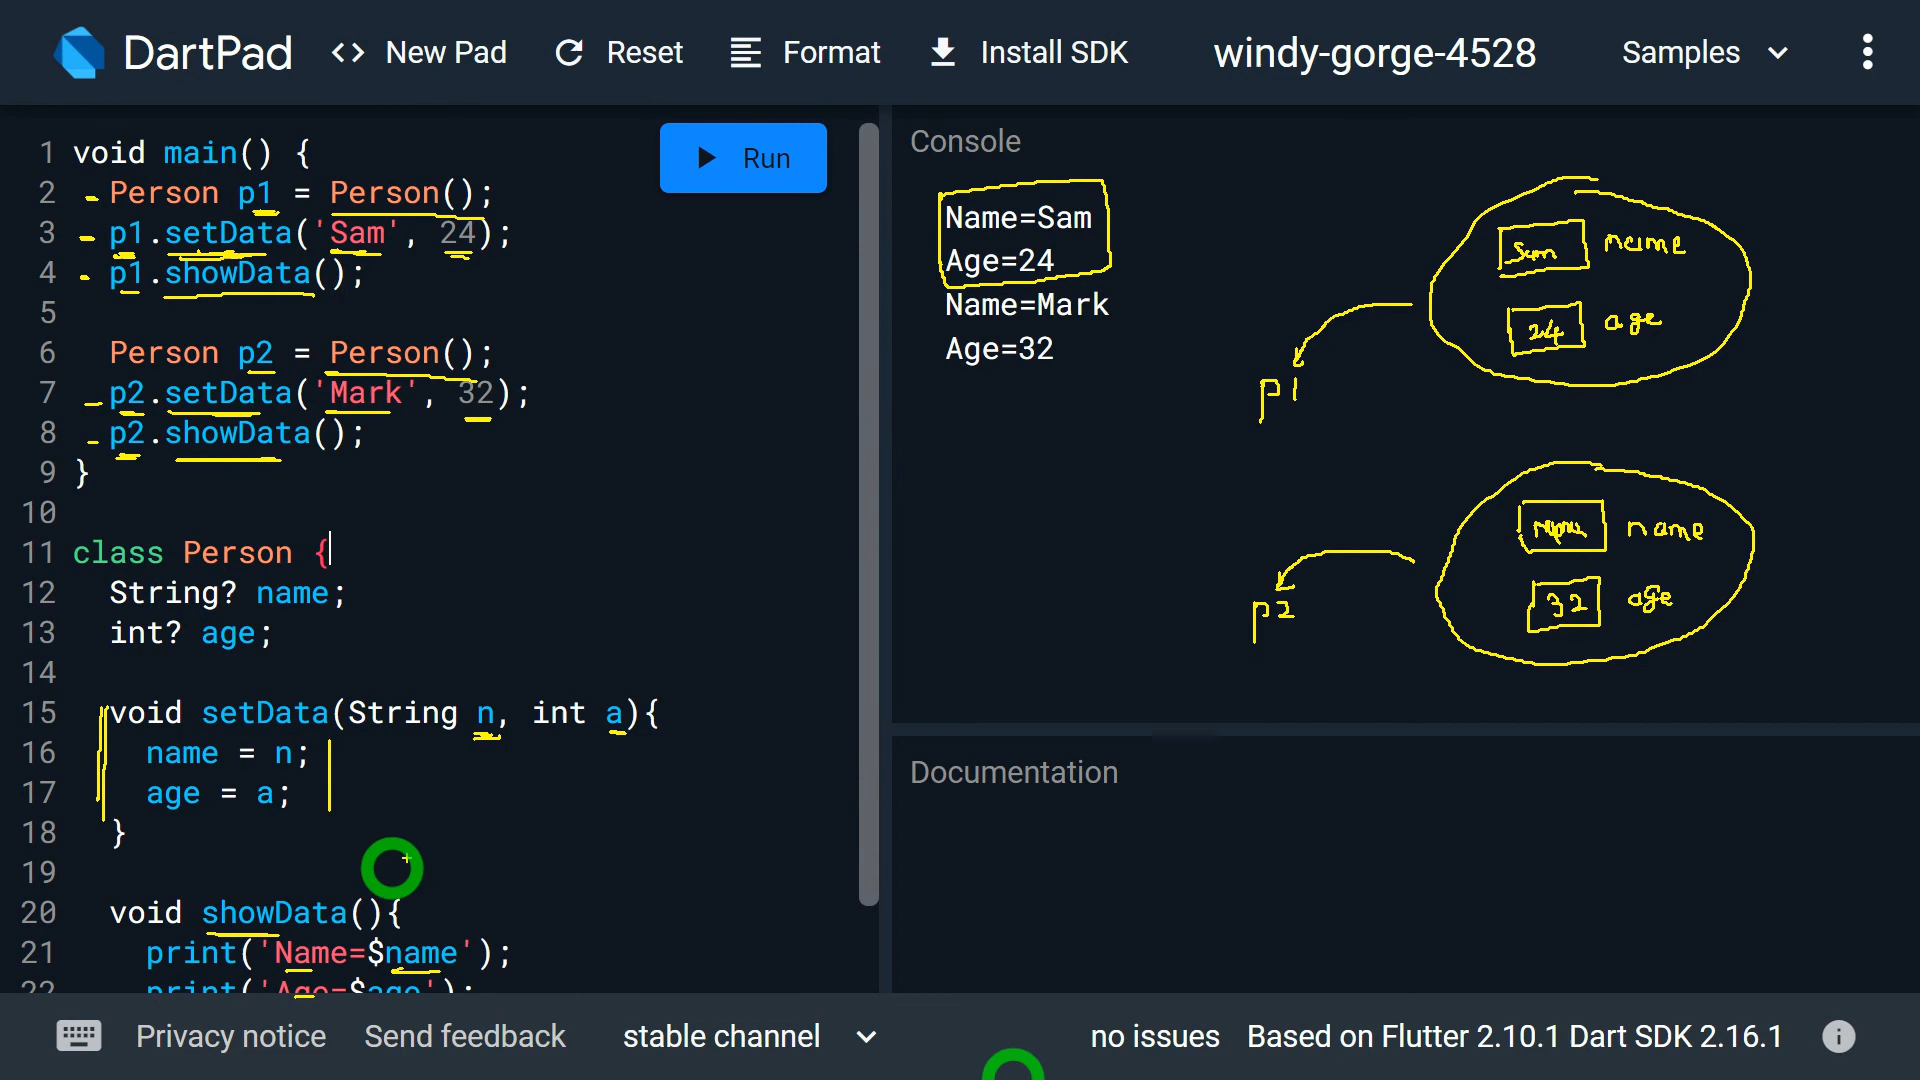 DartPad <> New Pad Reset Format Install SDK windy-gorge-4528 Samples
1 void main() {
2 Person p1 = Person();
3 p1.setData('Sam', 24);
4 p1.showData();
5
6 Person p2 = Person();
7 p2.setData('Mark', 32);
8 p2.showData();
9 }
10
11 class Person {
12 String? name;
13 int? age;
14
15 void setData(String n, int a){
16 name = n;
17 age = a;
18 }
19
20 void showData(){
21 print('Name=$name');
22 print('Age=$age');
Run
Console
Name=Sam
Age=24
Name=Mark
Age=32
Sam name
24 age
p1
name
32 age
p2
Documentation
Privacy notice Send feedback stable channel no issues Based on Flutter 2.10.1 Dart SDK 2.16.1